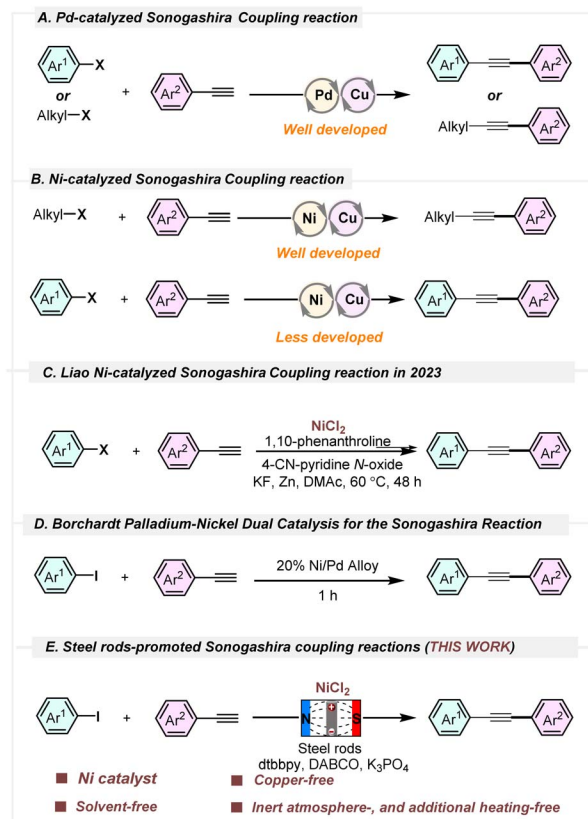 A. Pd-catalyzed Sonogashira Coupling reaction
Ar1 X
or
Alkyl—X
+
Ar2
Pd Cu
Well developed
Ar1 Ar2
or
Alkyl Ar2
B. Ni-catalyzed Sonogashira Coupling reaction
Alkyl—X + Ar2 Ni Cu Alkyl Ar2
Well developed
Ar1 X + Ar2 Ni Cu Ar1 Ar2
Less developed
C. Liao Ni-catalyzed Sonogashira Coupling reaction in 2023
Ar1 X + Ar2
NiCl2
1,10-phenanthroline
4-CN-pyridine N-oxide
KF, Zn, DMAc, 60 °C, 48 h
Ar1 Ar2
D. Borchardt Palladium-Nickel Dual Catalysis for the Sonogashira Reaction
Ar1 I + Ar2
20% Ni/Pd Alloy
1 h
Ar1 Ar2
E. Steel rods-promoted Sonogashira coupling reactions (THIS WORK)
Ar1 I + Ar2
NiCl2
N + − S
Steel rods
dtbbpy, DABCO, K3PO4
Ar1 Ar2
■ Ni catalyst
■ Copper-free
■ Solvent-free
■ Inert atmosphere-, and additional heating-free